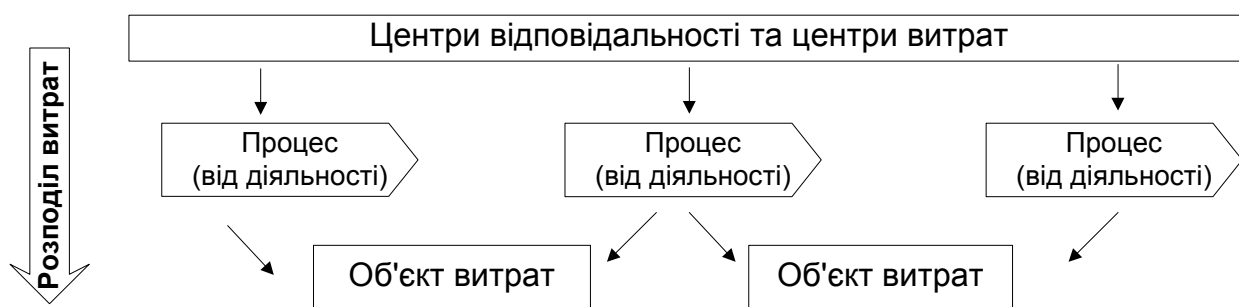 Центри відповідальності та центри витрат
Розподіл витрат
Процес
(від діяльності)
Процес
(від діяльності)
Процес
(від діяльності)
Об'єкт витрат
Об'єкт витрат